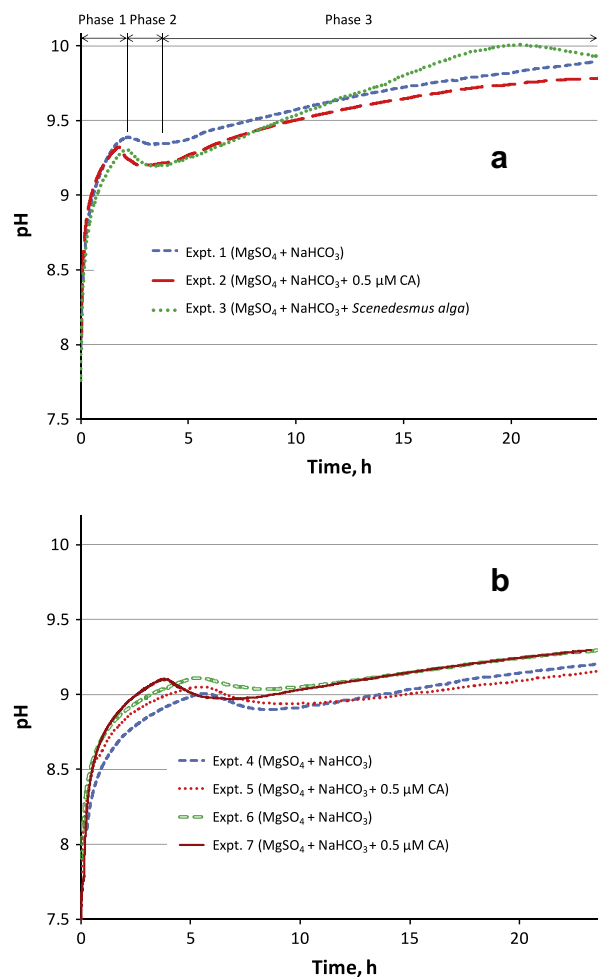 Phase 1 Phase 2 Phase 3
10
9.5
9
8.5
8
7.5
pH
a
Expt. 1 (MgSO₄ + NaHCO₃)
Expt. 2 (MgSO₄ + NaHCO₃+ 0.5 µM CA)
Expt. 3 (MgSO₄ + NaHCO₃+ Scenedesmus alga)
0 5 10 15 20
Time, h
10
9.5
9
8.5
8
7.5
pH
b
Expt. 4 (MgSO₄ + NaHCO₃)
Expt. 5 (MgSO₄ + NaHCO₃ + 0.5 µM CA)
Expt. 6 (MgSO₄ + NaHCO₃)
Expt. 7 (MgSO₄ + NaHCO₃ + 0.5 µM CA)
0 5 10 15 20
Time, h